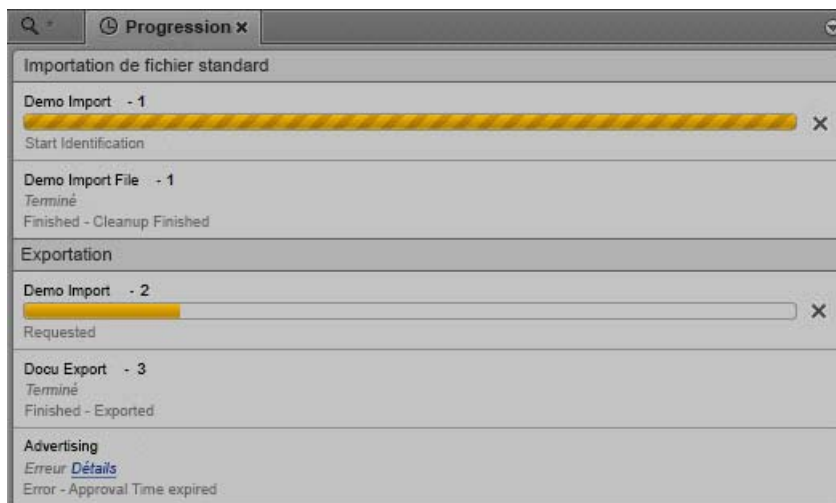 Progression
Importation de fichier standard
Demo Import - 1
Start Identification
Demo Import File - 1
Terminé
Finished - Cleanup Finished
Exportation
Demo Import - 2
Requested
Docu Export - 3
Terminé
Finished - Exported
Advertising
Erreur Détails
Error - Approval Time expired